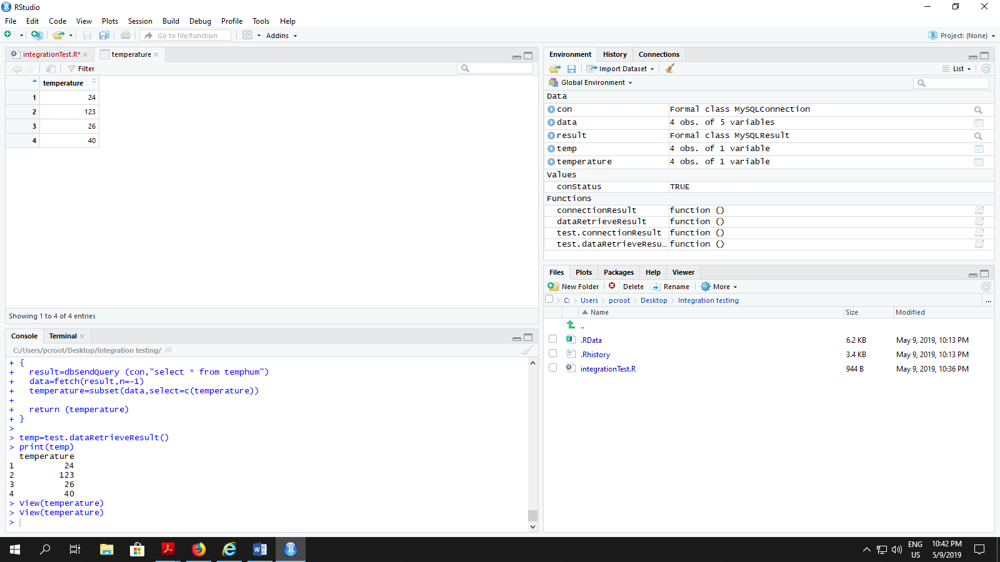 RStudio
File Edit Code View Plots Session Build Debug Profile Tools Help
Go to file/function Addins Project: (None)
integrationTest.R* temperature
Filter
temperature
1 24
2 123
3 26
4 40
Showing 1 to 4 of 4 entries
Console Terminal
C:/Users/pcroot/Desktop/Integration testing/
+ {
+ result=dbSendQuery (con,"select * from temphum")
+ data=fetch(result,n=-1)
+ temperature=subset(data,select=c(temperature))
+
+ return (temperature)
+ }
>
> temp=test.dataRetrieveResult()
> print(temp)
temperature
1 24
2 123
3 26
4 40
> View(temperature)
> View(temperature)
>
Environment History Connections
Import Dataset List
Global Environment
Data
con Formal class MySQLConnection
data 4 obs. of 5 variables
result Formal class MySQLResult
temp 4 obs. of 1 variable
temperature 4 obs. of 1 variable
Values
conStatus TRUE
Functions
connectionResult function ()
dataRetrieveResult function ()
test.connectionResult function ()
test.dataRetrieveResu… function ()
Files Plots Packages Help Viewer
New Folder Delete Rename More
C: Users pcroot Desktop Integration testing ...
Name Size Modified
..
.RData 6.2 KB May 9, 2019, 10:13 PM
.Rhistory 3.4 KB May 9, 2019, 10:13 PM
integrationTest.R 944 B May 9, 2019, 10:36 PM
ENG 10:42 PM
US 5/9/2019